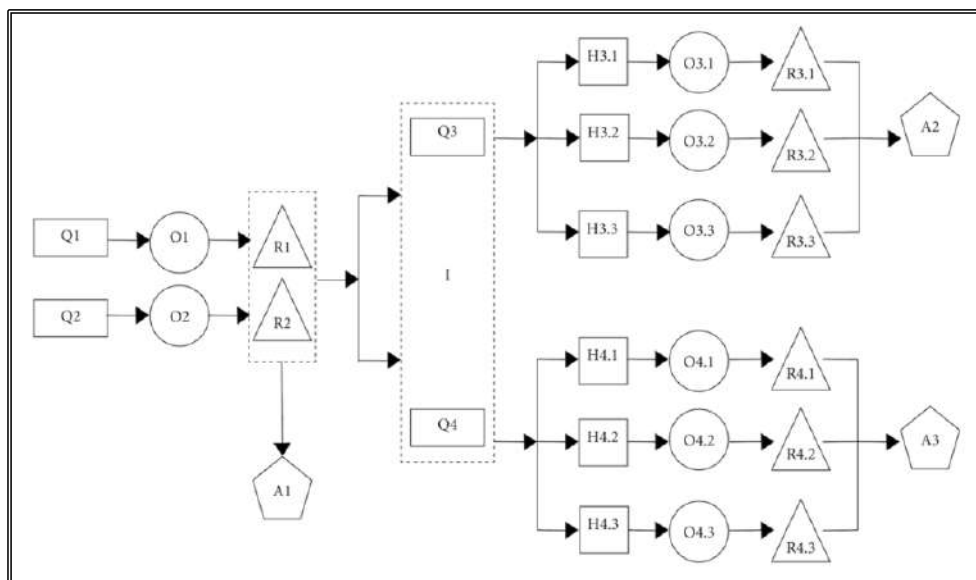 Q1
O1
R1
Q2
O2
R2
A1
Q3
I
Q4
H3.1
O3.1
R3.1
H3.2
O3.2
R3.2
A2
H3.3
O3.3
R3.3
H4.1
O4.1
R4.1
H4.2
O4.2
R4.2
A3
H4.3
O4.3
R4.3